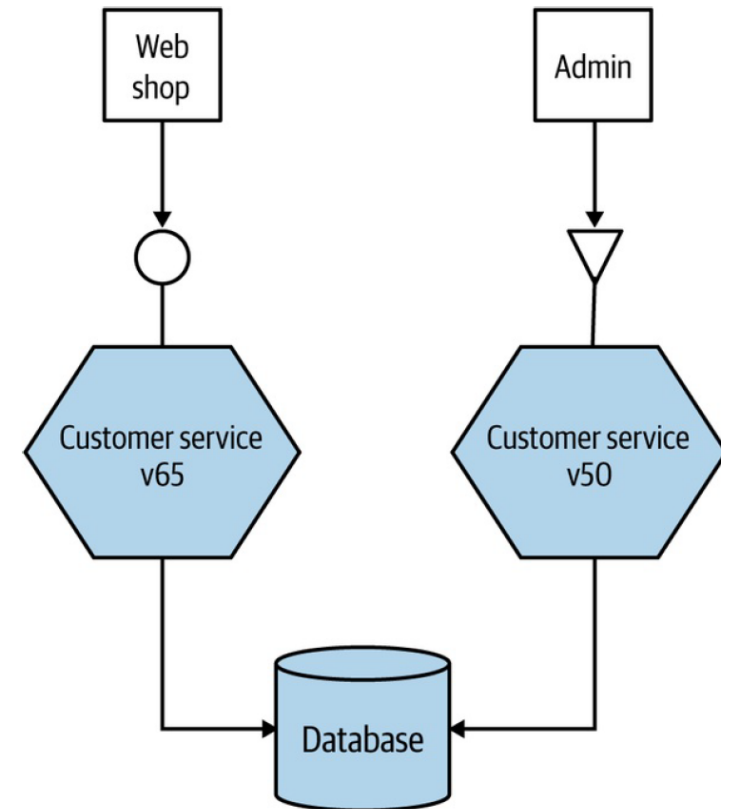 Web
shop
Admin
Customer service
v65
Customer service
v50
Database